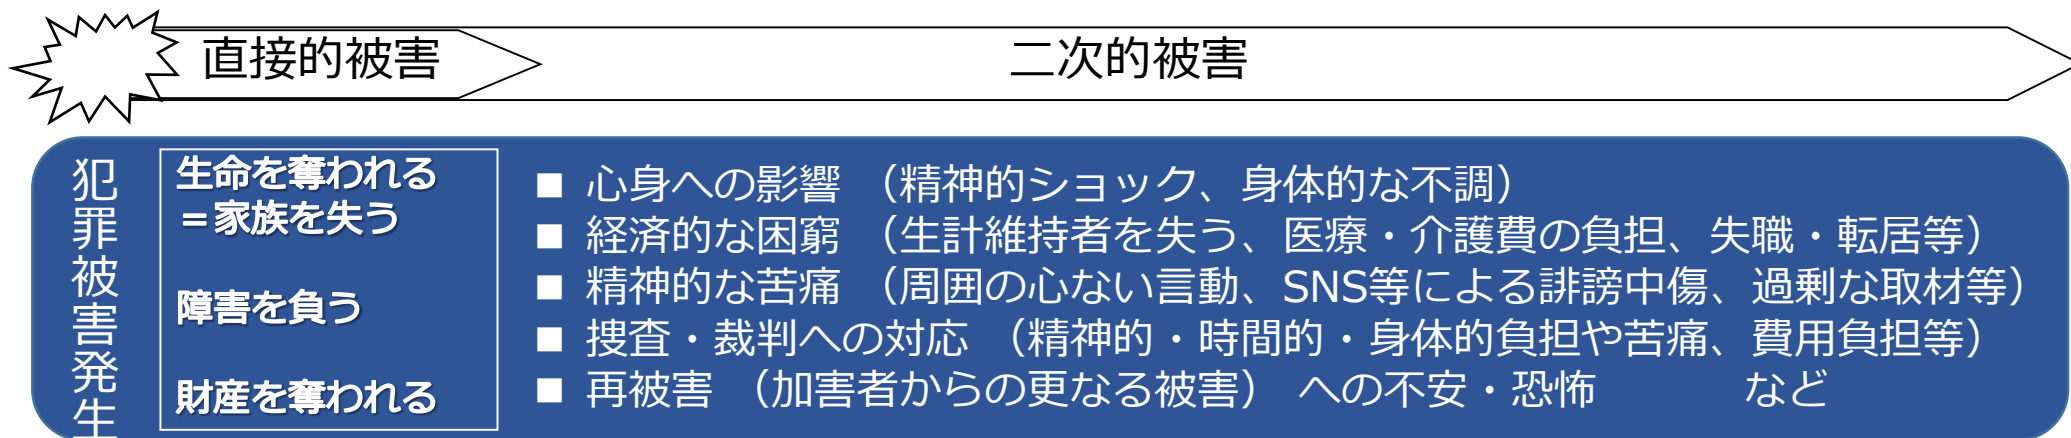 直接的被害
二次的被害
犯罪被害発生
生命を奪われる
＝家族を失う
障害を負う
財産を奪われる
■ 心身への影響 （精神的ショック、身体的な不調）
■ 経済的な困窮 （生計維持者を失う、医療・介護費の負担、失職・転居等）
■ 精神的な苦痛 （周囲の心ない言動、SNS等による誹謗中傷、過剰な取材等）
■ 捜査・裁判への対応 （精神的・時間的・身体的負担や苦痛、費用負担等）
■ 再被害 （加害者からの更なる被害） への不安・恐怖 など